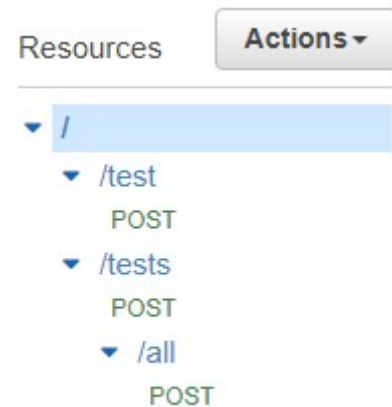 Resources Actions
/
/test
POST
/tests
POST
/all
POST